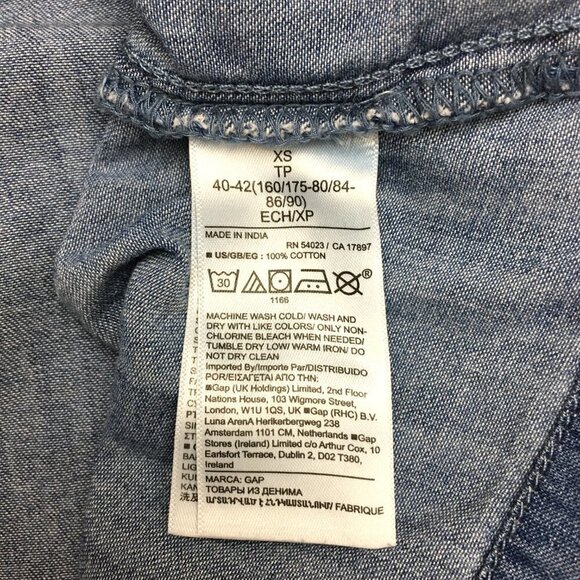 XS
TP
40-42(160/175-80/84-
86/90)
ECH/XP
MADE IN INDIA
RN 54023 / CA 17897
■ US/GB/EG : 100% COTTON
30
®
1166
MACHINE WASH COLD/ WASH AND
DRY WITH LIKE COLORS/ ONLY NON-
CHLORINE BLEACH WHEN NEEDED/
TUMBLE DRY LOW/ WARM IRON/ DO
NOT DRY CLEAN
Imported By/Importe Par/DISTRIBUIDO
POR/ΕΙΣΑΓΕΤΑΙ ΑΠΟ ΤΗΝ:
■Gap (UK Holdings) Limited, 2nd Floor
Nations House, 103 Wigmore Street,
London, W1U 1QS UK ■Gap (RHC) B.V.
Luna ArenA Herikerbergweg 238
Amsterdam 1101 CM, Netherlands ■Gap
Stores (Ireland) Limited c/o Arthur Cox, 10
Earlsfort Terrace, Dublin 2, D02 T380,
Ireland
MARCA: GAP
ТОВАРЫ ИЗ ДЕНИМА
ԱՐՏԱԴՐՎԱԾ Է ՀՆԴԿԱՍՏԱՆՈՒՄ/ FABRIQUE